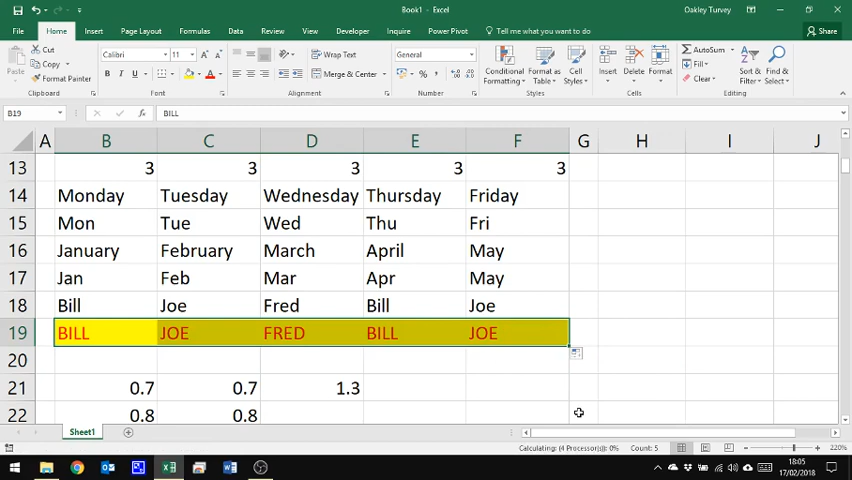 Book1 - Excel
Oakley Turvey
File Home Insert Page Layout Formulas Data Review View Developer Inquire Power Pivot Tell me what you want to do Share
Cut
Copy
Format Painter
Paste
Clipboard
Calibri 11
B I U
Font
Wrap Text
Merge & Center
Alignment
General
Number
Conditional Formatting
Format as Table
Cell Styles
Styles
Insert Delete Format
Cells
AutoSum
Fill
Clear
Sort & Filter
Find & Select
Editing
B19 fx BILL
A B C D E F G H I J
13 3 3 3 3 3
14 Monday Tuesday Wednesday Thursday Friday
15 Mon Tue Wed Thu Fri
16 January February March April May
17 Jan Feb Mar Apr May
18 Bill Joe Fred Bill Joe
19 BILL JOE FRED BILL JOE
20
21 0.7 0.7 1.3
22 0.8 0.8
Sheet1
Calculating: (4 Processor(s)): 0% Count: 5 220%
18:05
17/02/2018